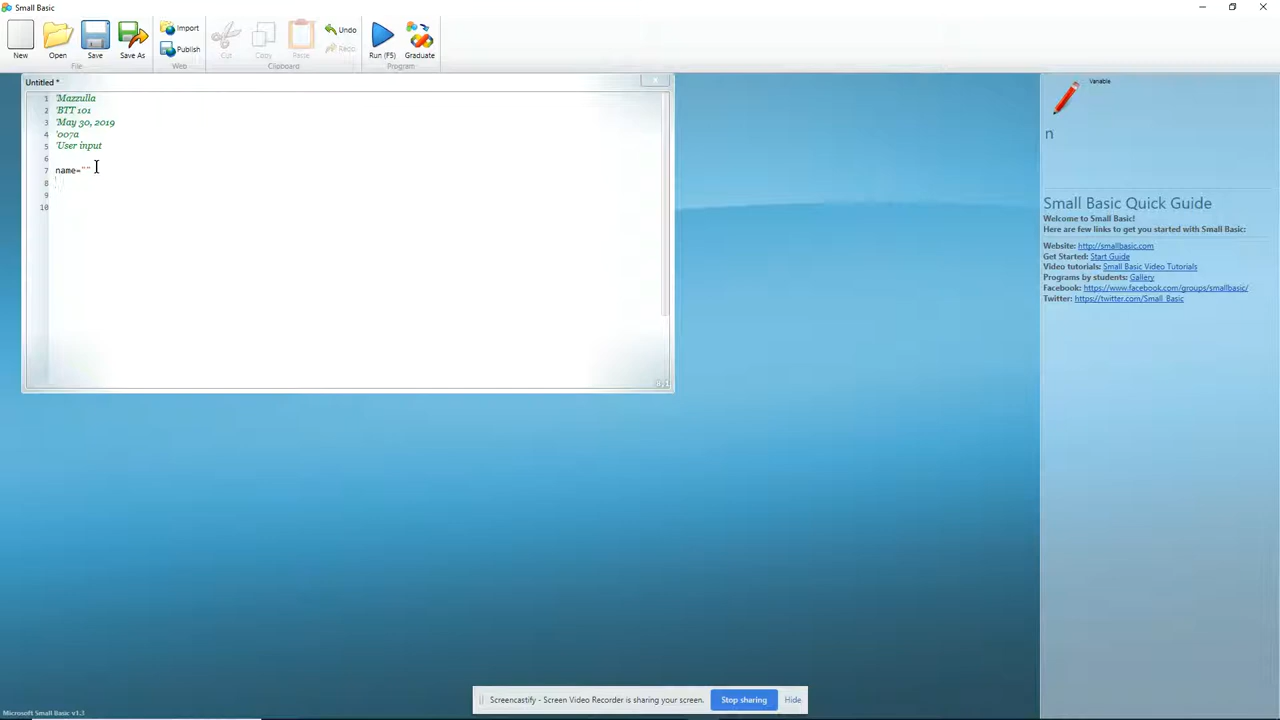 Small Basic
New
Open
Save
Save As
Import
Publish
Cut
Copy
Paste
Undo
Redo
Run (F5)
Graduate
File
Web
Clipboard
Program
Untitled *
1 'Mazzulla
2 'BTT 101
3 'May 30, 2019
4 '007a
5 'User input
6
7 name=""
8
9
10
8,1
Variable
n
Small Basic Quick Guide
Welcome to Small Basic!
Here are few links to get you started with Small Basic:
Website: http://smallbasic.com
Get Started: Start Guide
Video tutorials: Small Basic Video Tutorials
Programs by students: Gallery
Facebook: https://www.facebook.com/groups/smallbasic/
Twitter: https://twitter.com/Small_Basic
Screencastify - Screen Video Recorder is sharing your screen.
Stop sharing
Hide
Microsoft Small Basic v1.3